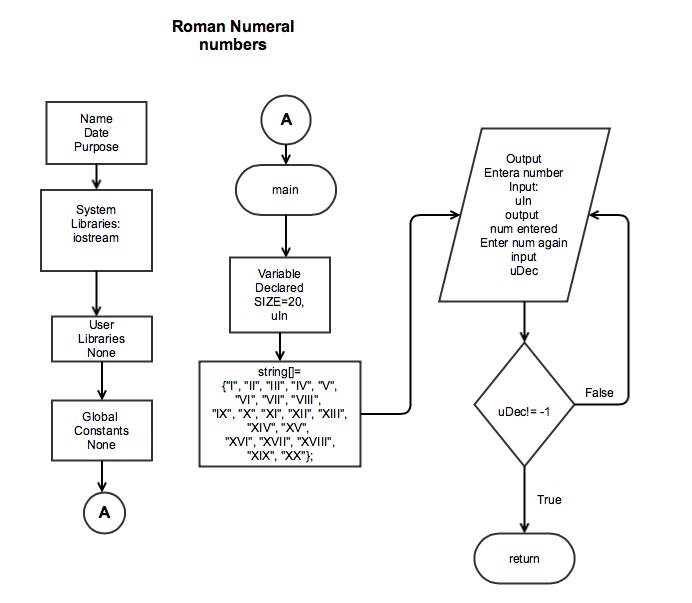 Roman Numeral
numbers
Name
Date
Purpose
System
Libraries:
iostream
User
Libraries
None
Global
Constants
None
A
A
main
Variable
Declared
SIZE=20,
uIn
string[]=
{"I", "II", "III", "IV", "V",
"VI", "VII", "VIII",
"IX", "X", "XI", "XII", "XIII",
"XIV", "XV",
"XVI", "XVII", "XVIII",
"XIX", "XX"};
Output
Entera number
Input:
uIn
output
num entered
Enter num again
input
uDec
uDec!= -1
False
True
return